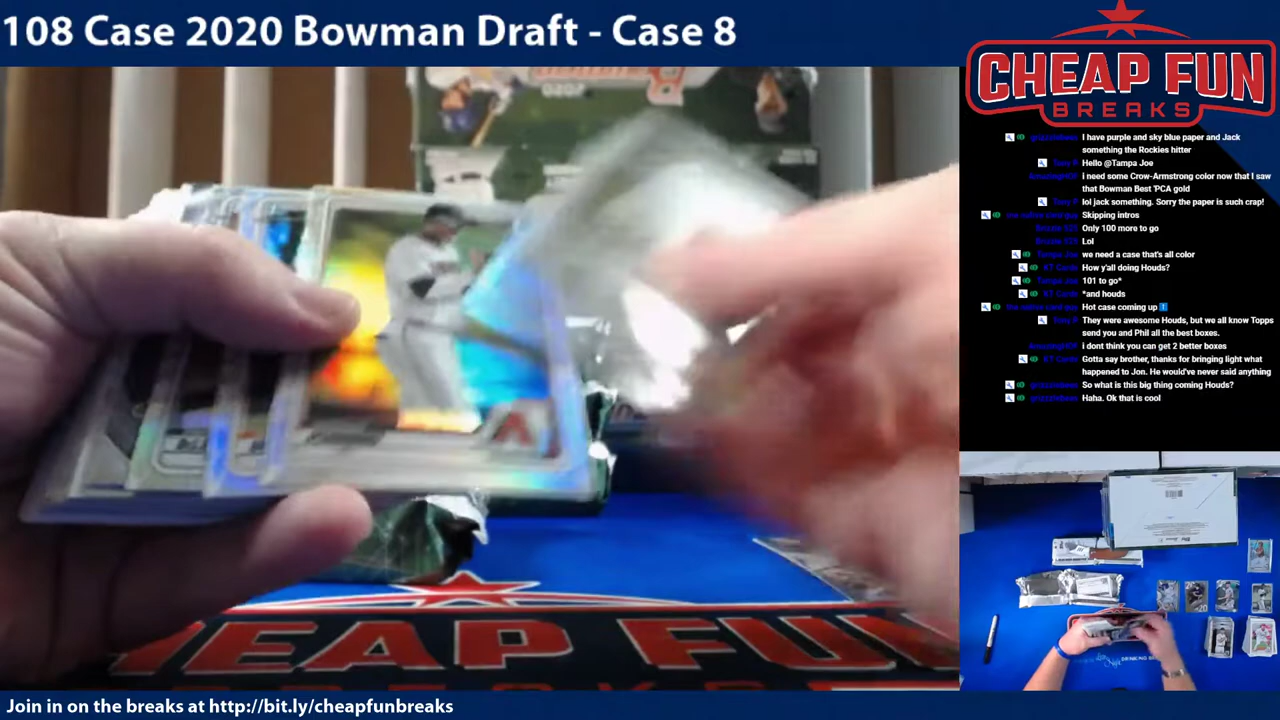 108 Case 2020 Bowman Draft - Case 8
CHEAP FUN
BREAKS
I have purple and sky blue paper and Jack
something the Rockies hitter
Hello @Tampa Joe
I need some Crow-Armstrong color now that I saw
that Bowman Best 'PCA gold
lol jack something. Sorry the paper is such crap!
Skipping intros
Only 100 more to go
Lol
we need a case that's all color
How y'all doing Houds?
101 to go*
*and houds
Hot case coming up
They were awesome Houds, but we all know Topps
send you and Phil all the best boxes.
i dont think you can get 2 better boxes
Gotta say brother, thanks for bringing light what
happened to Jon. He would've never said anything
So what is this big thing coming Houds?
Haha. Ok that is cool
2020
A
EAP FU
Join in on the breaks at http://bit.ly/cheapfunbreaks